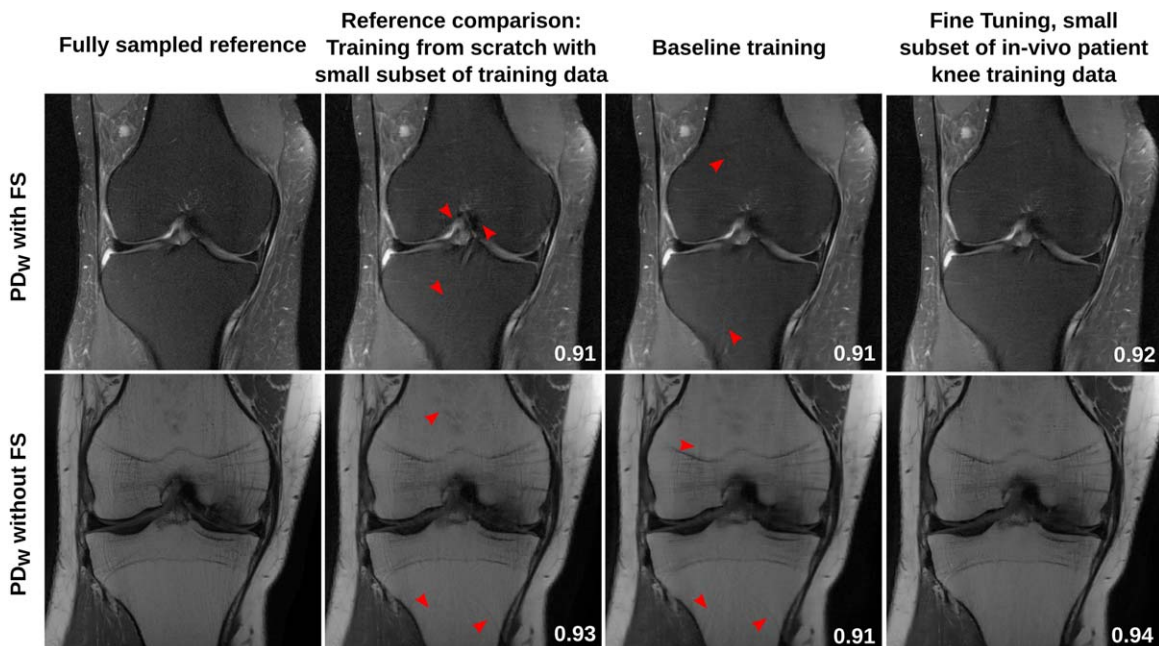 Fully sampled reference
Reference comparison:
Training from scratch with
small subset of training data
Baseline training
Fine Tuning, small
subset of in-vivo patient
knee training data
PDW with FS
0.91
0.91
0.92
PDW without FS
0.93
0.91
0.94